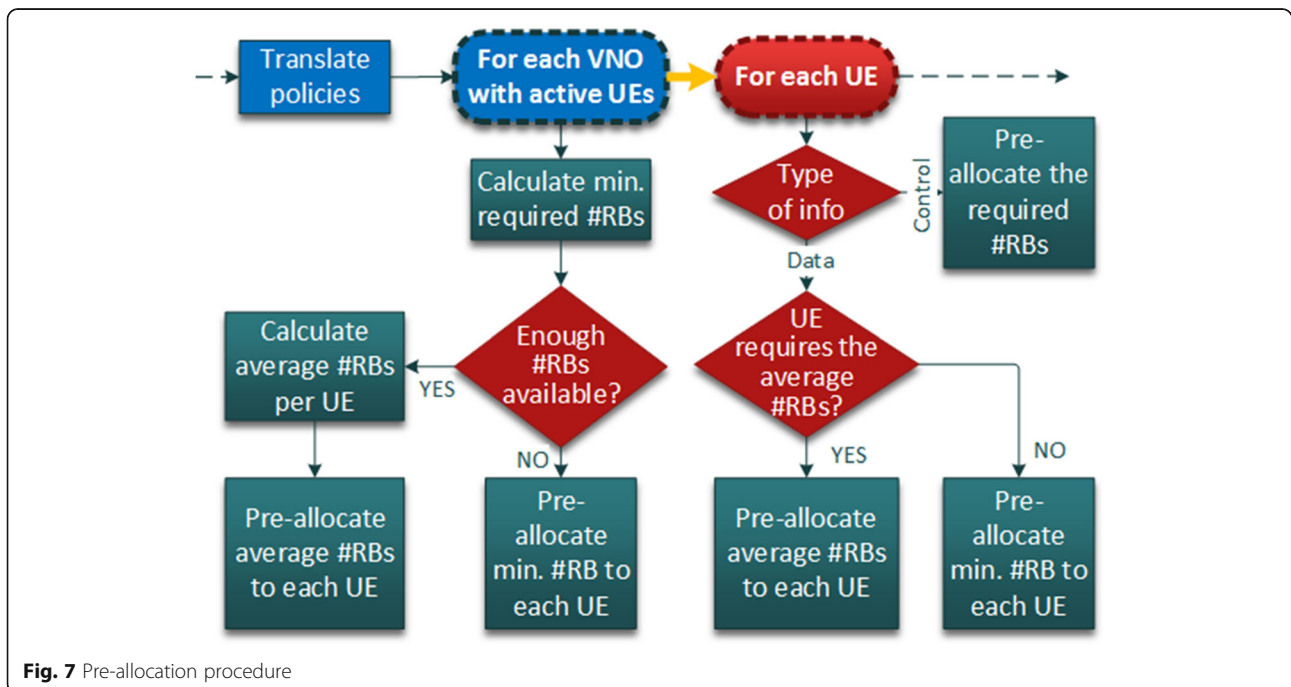 Translate
policies
For each VNO
with active UEs
For each UE
Calculate min.
required #RBs
Type
of info
Control
Pre-
allocate the
required
#RBs
Data
Calculate
average #RBs
per UE
YES
Enough
#RBs
available?
UE
requires the
average
#RBs?
NO
YES
NO
Pre-allocate
average #RBs
to each UE
Pre-
allocate
min. #RB to
each UE
Pre-allocate
average #RBs
to each UE
Pre-
allocate
min. #RB to
each UE
Fig. 7 Pre-allocation procedure